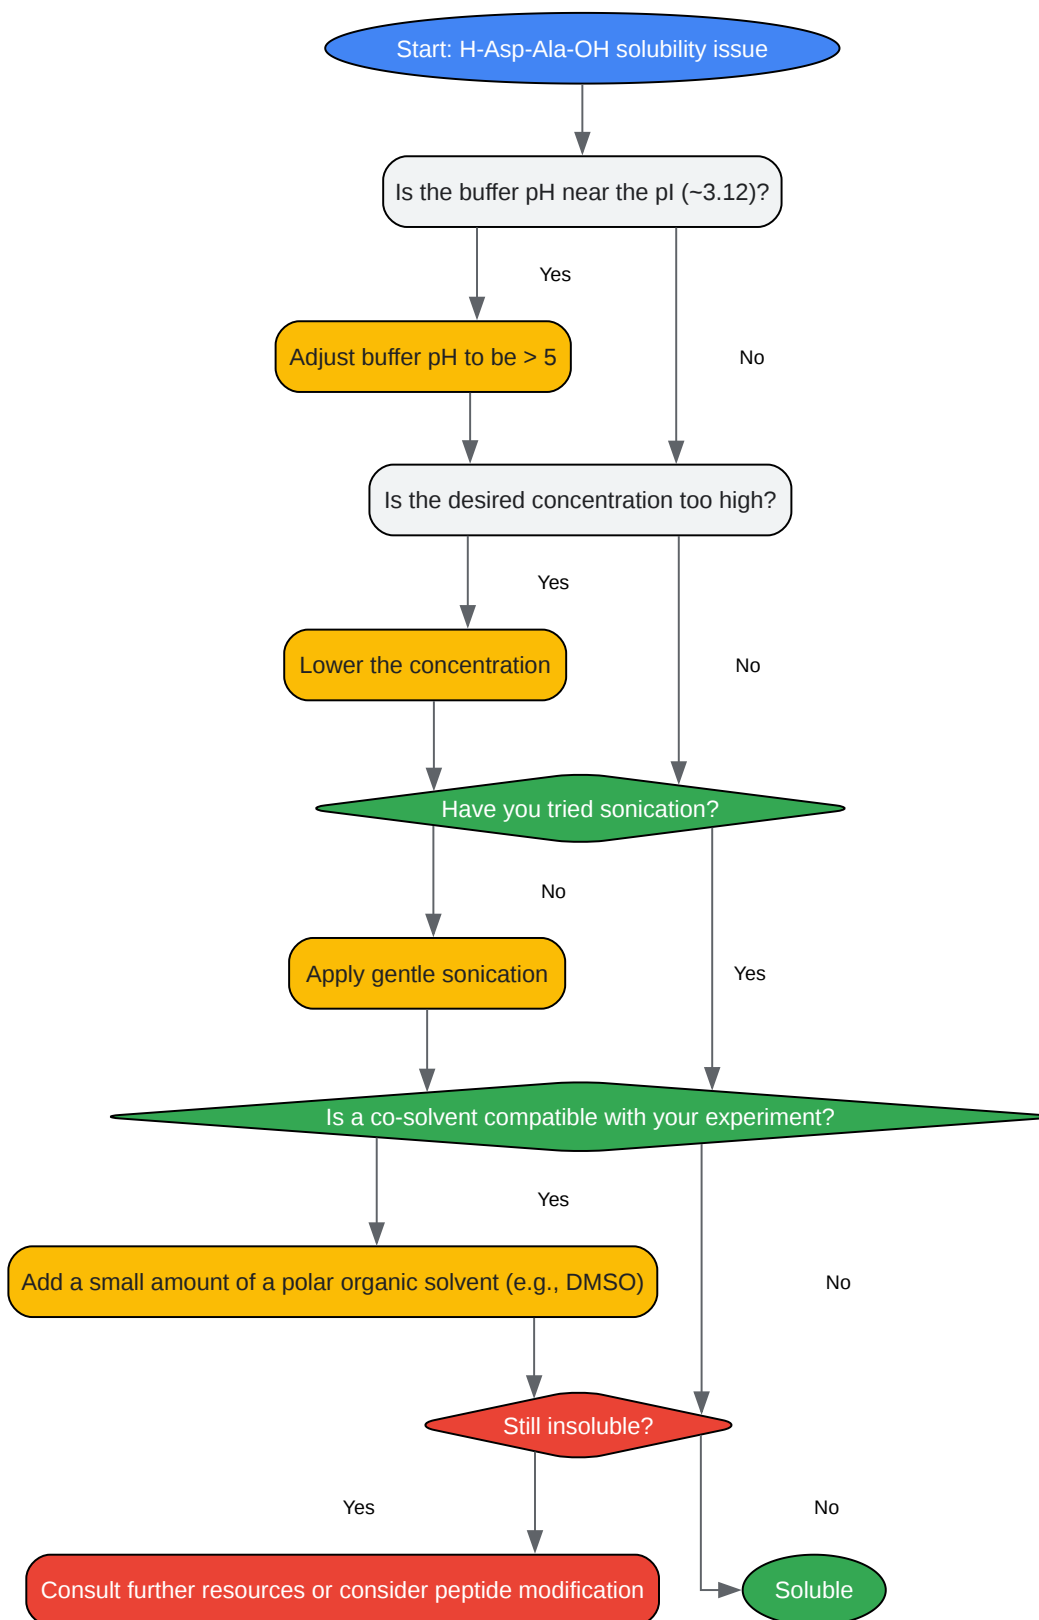 Start: H-Asp-Ala-OH solubility issue
Is the buffer pH near the pI (~3.12)?
Yes
Adjust buffer pH to be > 5
No
Is the desired concentration too high?
Yes
Lower the concentration
No
Have you tried sonication?
No
Apply gentle sonication
Yes
Is a co-solvent compatible with your experiment?
Yes
Add a small amount of a polar organic solvent (e.g., DMSO)
No
Still insoluble?
Yes
No
Consult further resources or consider peptide modification
Soluble